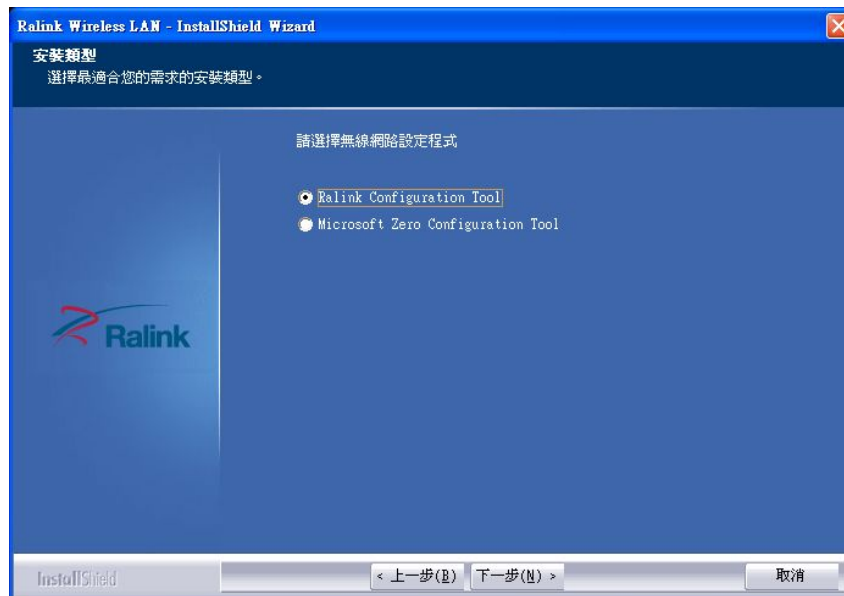 Ralink Wireless LAN - InstallShield Wizard
安裝類型
選擇最適合您的需求的安裝類型。
請選擇無線網路設定程式
Ralink Configuration Tool
Microsoft Zero Configuration Tool
Ralink
InstallShield
< 上一步(B)
下一步(N) >
取消